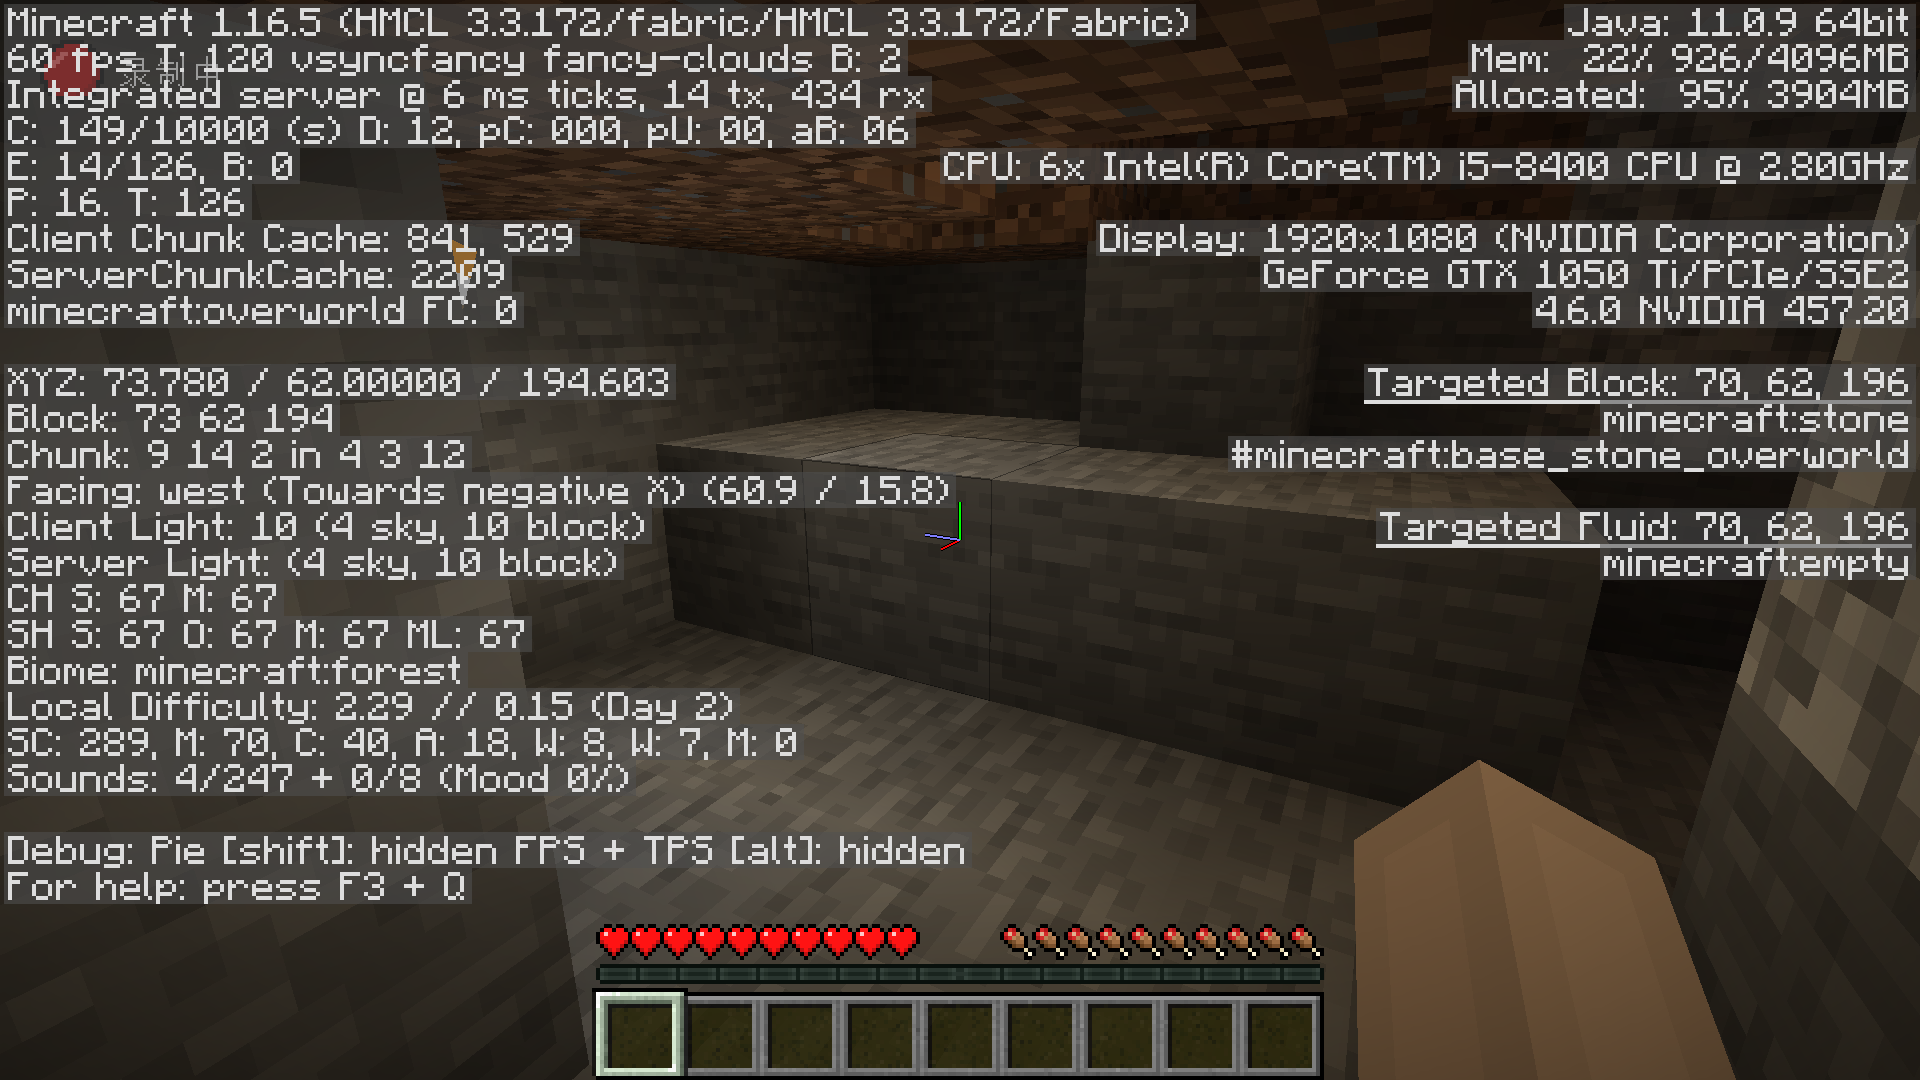 Minecraft 1.16.5 (HMCL 3.3.172/fabric/HMCL 3.3.172/Fabric)
60 fps T: 120 vsyncfancy fancy-clouds B: 2
录制中
Integrated server @ 6 ms ticks, 14 tx, 434 rx
C: 149/10000 (s) D: 12, pC: 000, pU: 00, aB: 06
E: 14/126, B: 0
P: 16. T: 126
Client Chunk Cache: 841, 529
ServerChunkCache: 2209
minecraft:overworld FC: 0
XYZ: 73.780 / 62.00000 / 194.603
Block: 73 62 194
Chunk: 9 14 2 in 4 3 12
Facing: west (Towards negative X) (60.9 / 15.8)
Client Light: 10 (4 sky, 10 block)
Server Light: (4 sky, 10 block)
CH S: 67 M: 67
SH S: 67 O: 67 M: 67 ML: 67
Biome: minecraft:forest
Local Difficulty: 2.29 // 0.15 (Day 2)
SC: 289, M: 70, C: 40, A: 18, W: 8, W: 7, M: 0
Sounds: 4/247 + 0/8 (Mood 0%)
Debug: Pie [shift]: hidden FPS + TPS [alt]: hidden
For help: press F3 + Q
Java: 11.0.9 64bit
Mem: 22% 926/4096MB
Allocated: 95% 3904MB
CPU: 6x Intel(R) Core(TM) i5-8400 CPU @ 2.80GHz
Display: 1920x1080 (NVIDIA Corporation)
GeForce GTX 1050 Ti/PCIe/SSE2
4.6.0 NVIDIA 457.20
Targeted Block: 70, 62, 196
minecraft:stone
#minecraft:base_stone_overworld
Targeted Fluid: 70, 62, 196
minecraft:empty